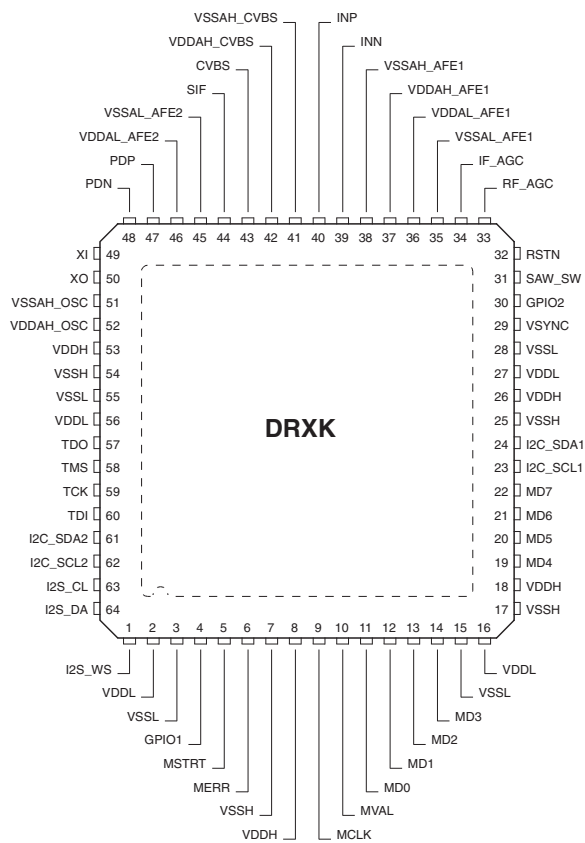 VSSAH_CVBS
INP
VDDAH_CVBS
INN
CVBS
VSSAH_AFE1
SIF
VDDAH_AFE1
VSSAL_AFE2
VDDAL_AFE1
VDDAL_AFE2
VSSAL_AFE1
PDP
IF_AGC
PDN
RF_AGC
48 47 46 45 44 43 42 41 40 39 38 37 36 35 34 33
XI 49
32 RSTN
XO 50
31 SAW_SW
VSSAH_OSC 51
30 GPIO2
VDDAH_OSC 52
29 VSYNC
VDDH 53
28 VSSL
VSSH 54
27 VDDL
VSSL 55
26 VDDH
VDDL 56
25 VSSH
DRXK
TDO 57
24 I2C_SDA1
TMS 58
23 I2C_SCL1
TCK 59
22 MD7
TDI 60
21 MD6
I2C_SDA2 61
20 MD5
I2C_SCL2 62
19 MD4
I2S_CL 63
18 VDDH
I2S_DA 64
17 VSSH
1 2 3 4 5 6 7 8 9 10 11 12 13 14 15 16
I2S_WS
VDDL
VDDL
VSSL
VSSL
MD3
GPIO1
MD2
MSTRT
MD1
MERR
MD0
VSSH
MVAL
VDDH
MCLK